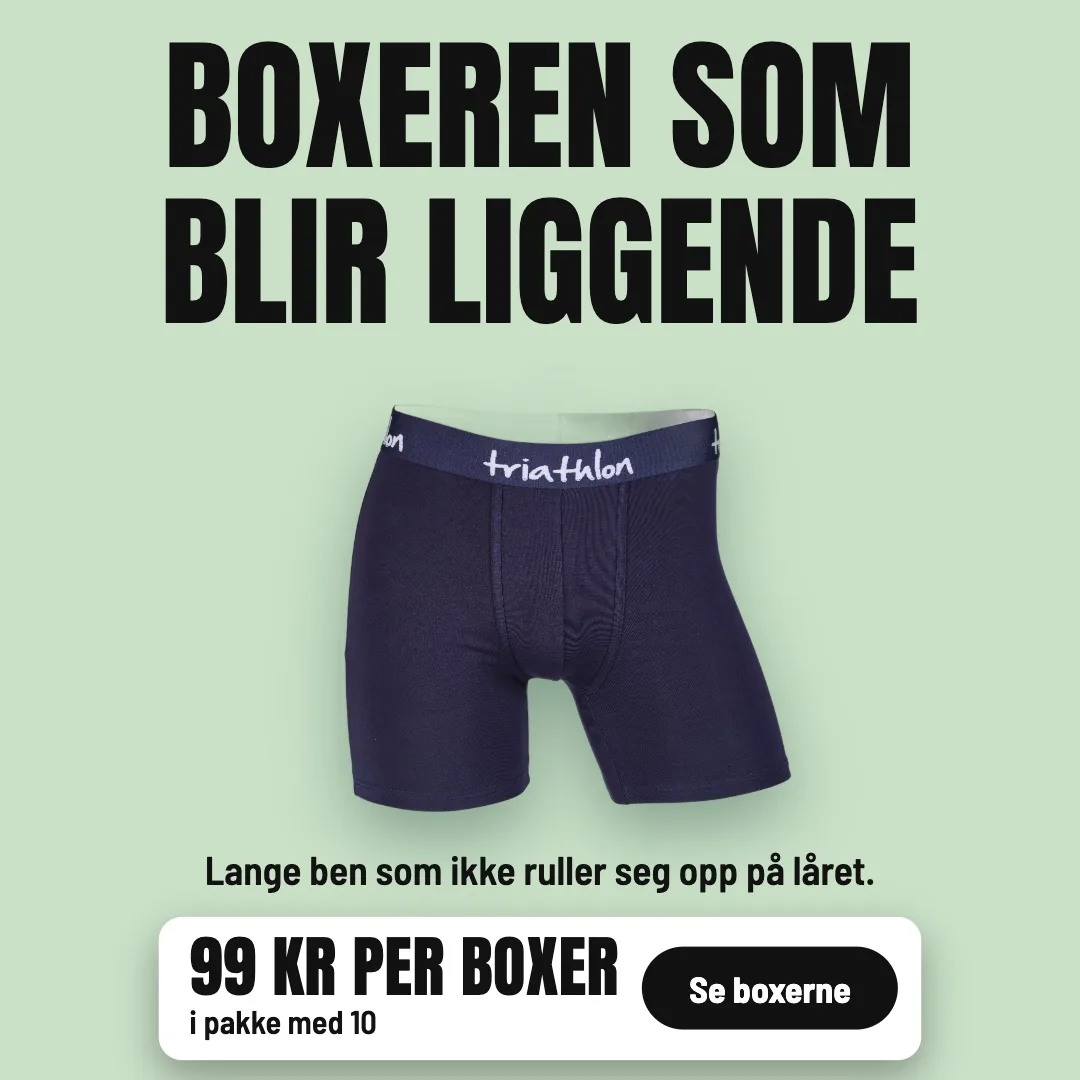 BOXEREN SOM
BLIR LIGGENDE
triathlon
Lange ben som ikke ruller seg opp på låret.
99 KR PER BOXER
i pakke med 10
Se boxerne